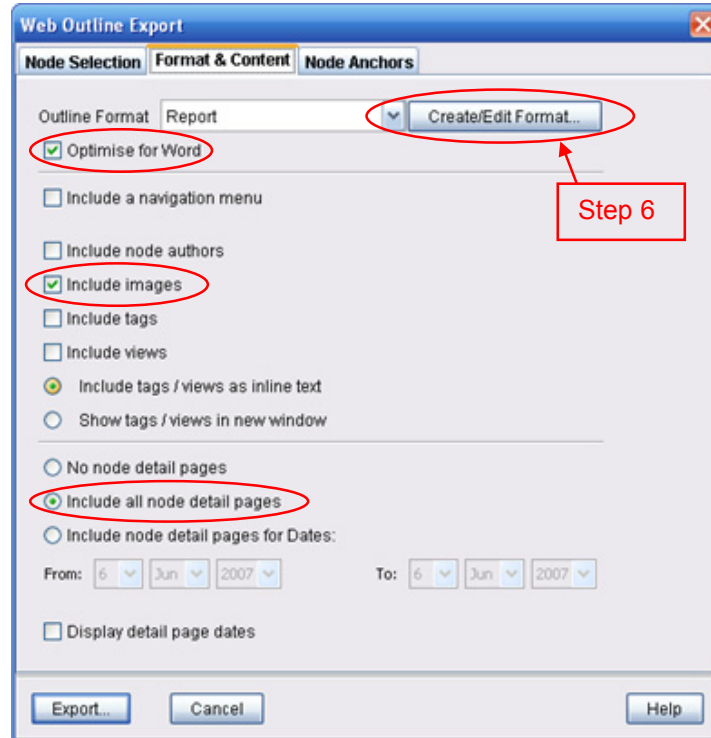 Web Outline Export
Node Selection Format & Content Node Anchors
Outline Format Report Create/Edit Format...
Optimise for Word
Include a navigation menu
Step 6
Include node authors
Include images
Include tags
Include views
Include tags / views as inline text
Show tags / views in new window
No node detail pages
Include all node detail pages
Include node detail pages for Dates:
From: 6 Jun 2007 To: 6 Jun 2007
Display detail page dates
Export... Cancel Help